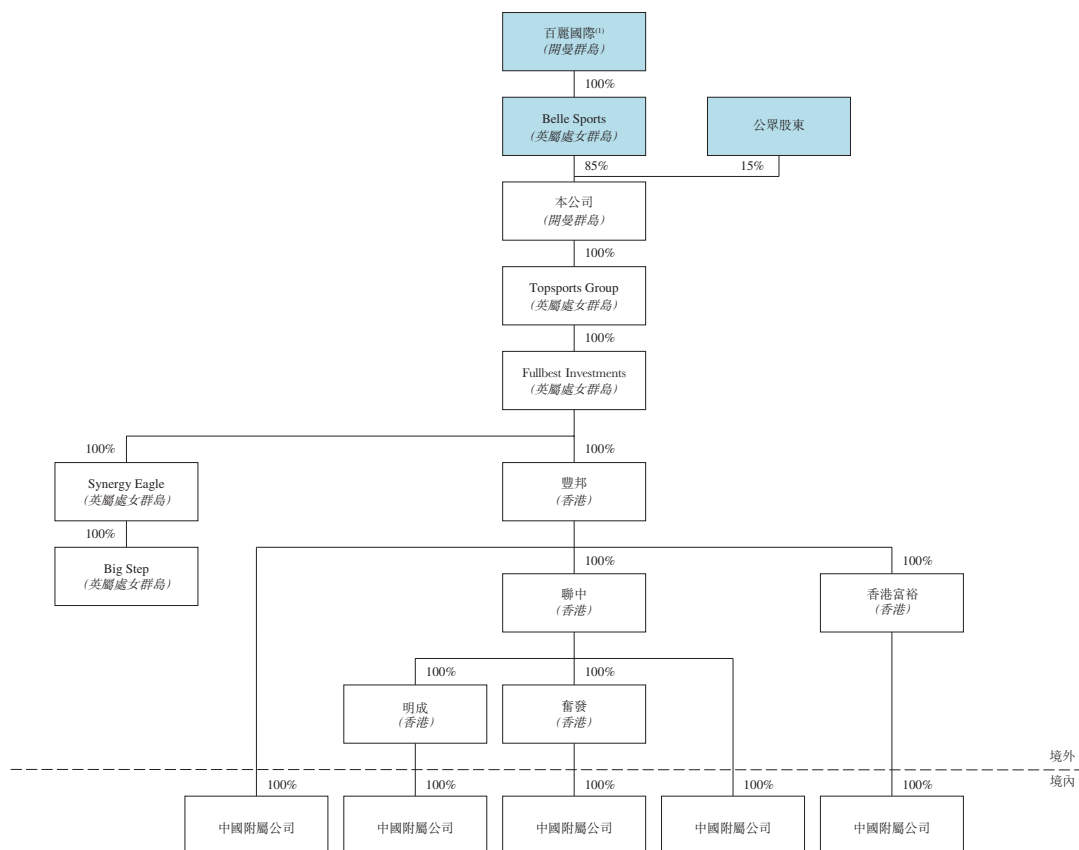 百麗國際(1)
(開曼群島)
100%
Belle Sports
(英屬處女群島)
公眾股東
85%
15%
本公司
(開曼群島)
100%
Topsports Group
(英屬處女群島)
100%
Fullbest Investments
(英屬處女群島)
100%
100%
Synergy Eagle
(英屬處女群島)
豐邦
(香港)
100%
100%
100%
Big Step
(英屬處女群島)
聯中
(香港)
香港富裕
(香港)
100%
100%
明成
(香港)
奮發
(香港)
境外
境內
100%
100%
100%
100%
100%
中國附屬公司
中國附屬公司
中國附屬公司
中國附屬公司
中國附屬公司